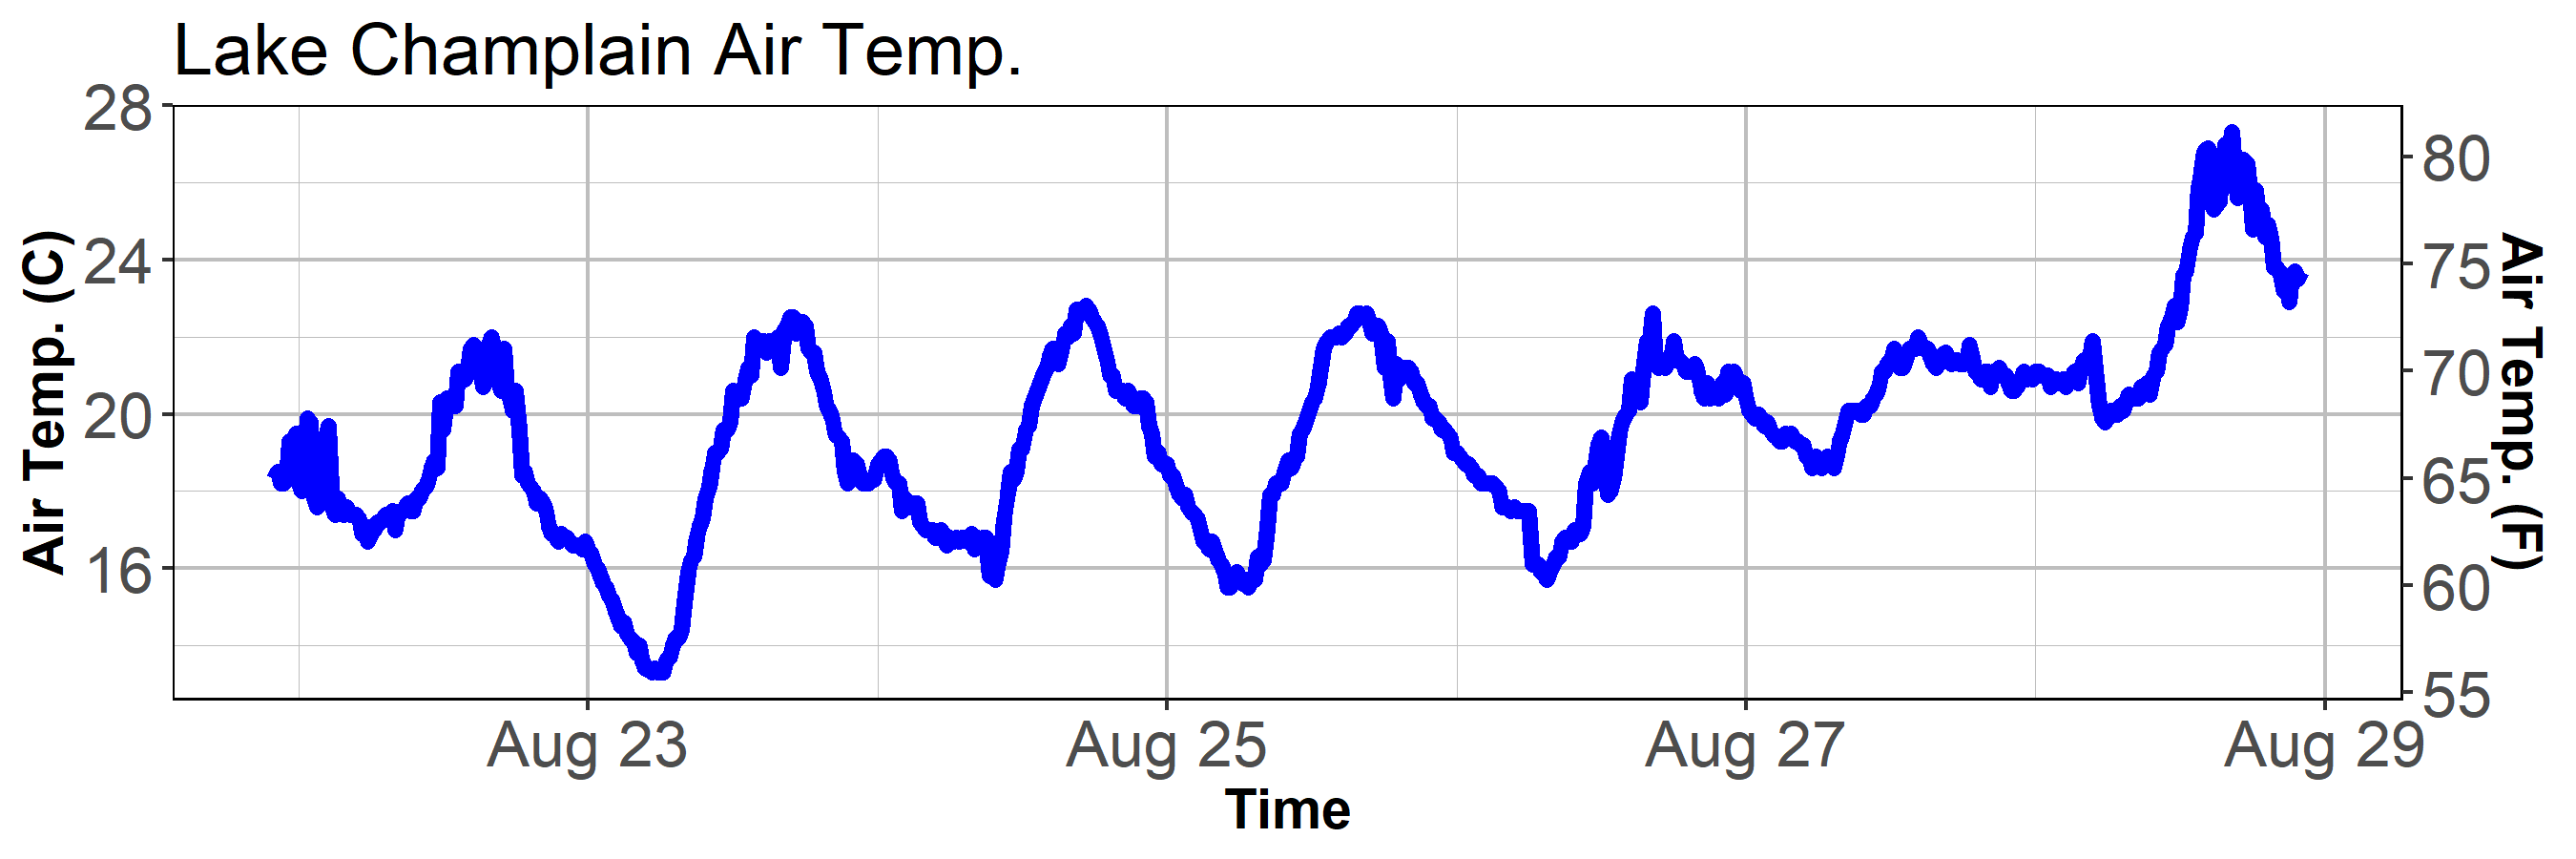 Lake Champlain Air Temp.
28
24
20
16
Air Temp. (C)
80
75
70
65
60
55
Air Temp. (F)
Aug 23
Aug 25
Aug 27
Aug 29
Time